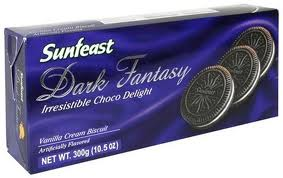 Sunfeast
Dark Fantasy
Irresistible Choco Delight
Vanilla Cream Biscuit
Artificially Flavored
NET WT. 300g (10.5 OZ)